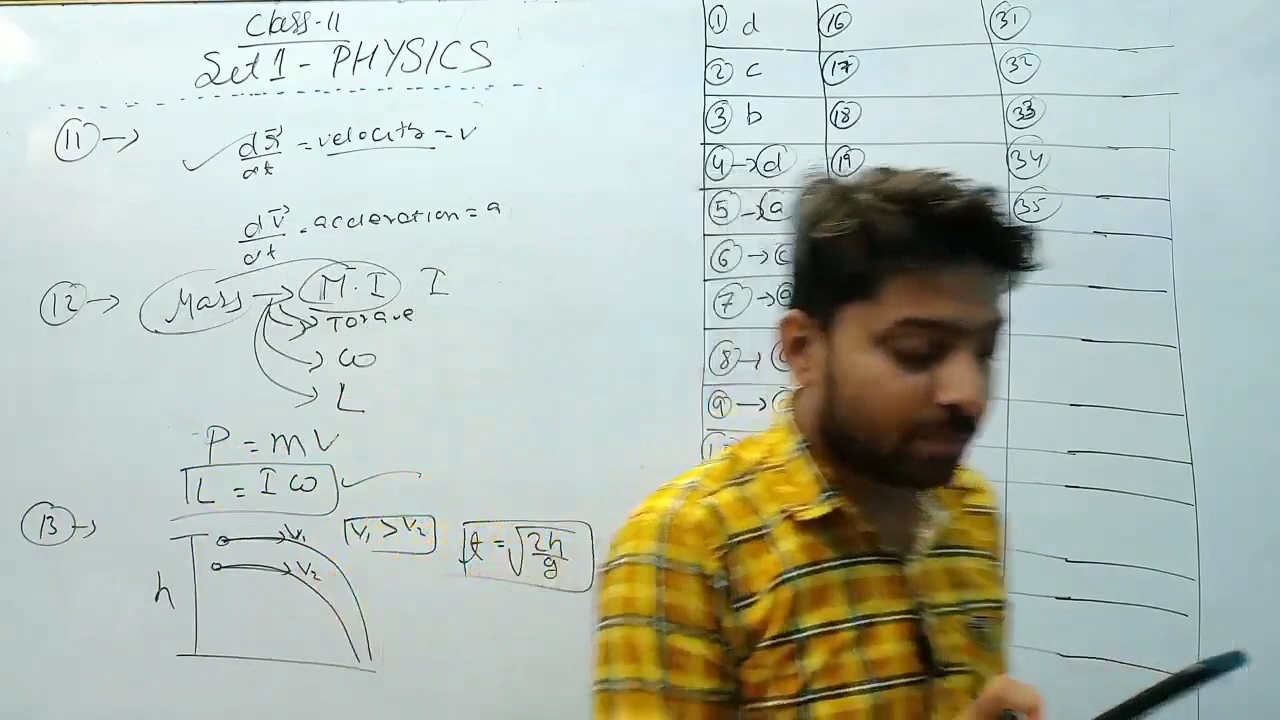 Class-11
Set 1 - PHYSICS
11 → dr⃗/dt = velocity = v
dv⃗/dt = accleration = a
12 → Mass → M.I I
Torque
ω
L
P = mv
L = Iω
13 →
v₁
v₁ > v₂
t = √2h/g
v₂
h
1 d 16 31
2 c 17 32
3 b 18 33
4 → d 19 34
5 → a 35
6 →
7 →
8 →
9 →